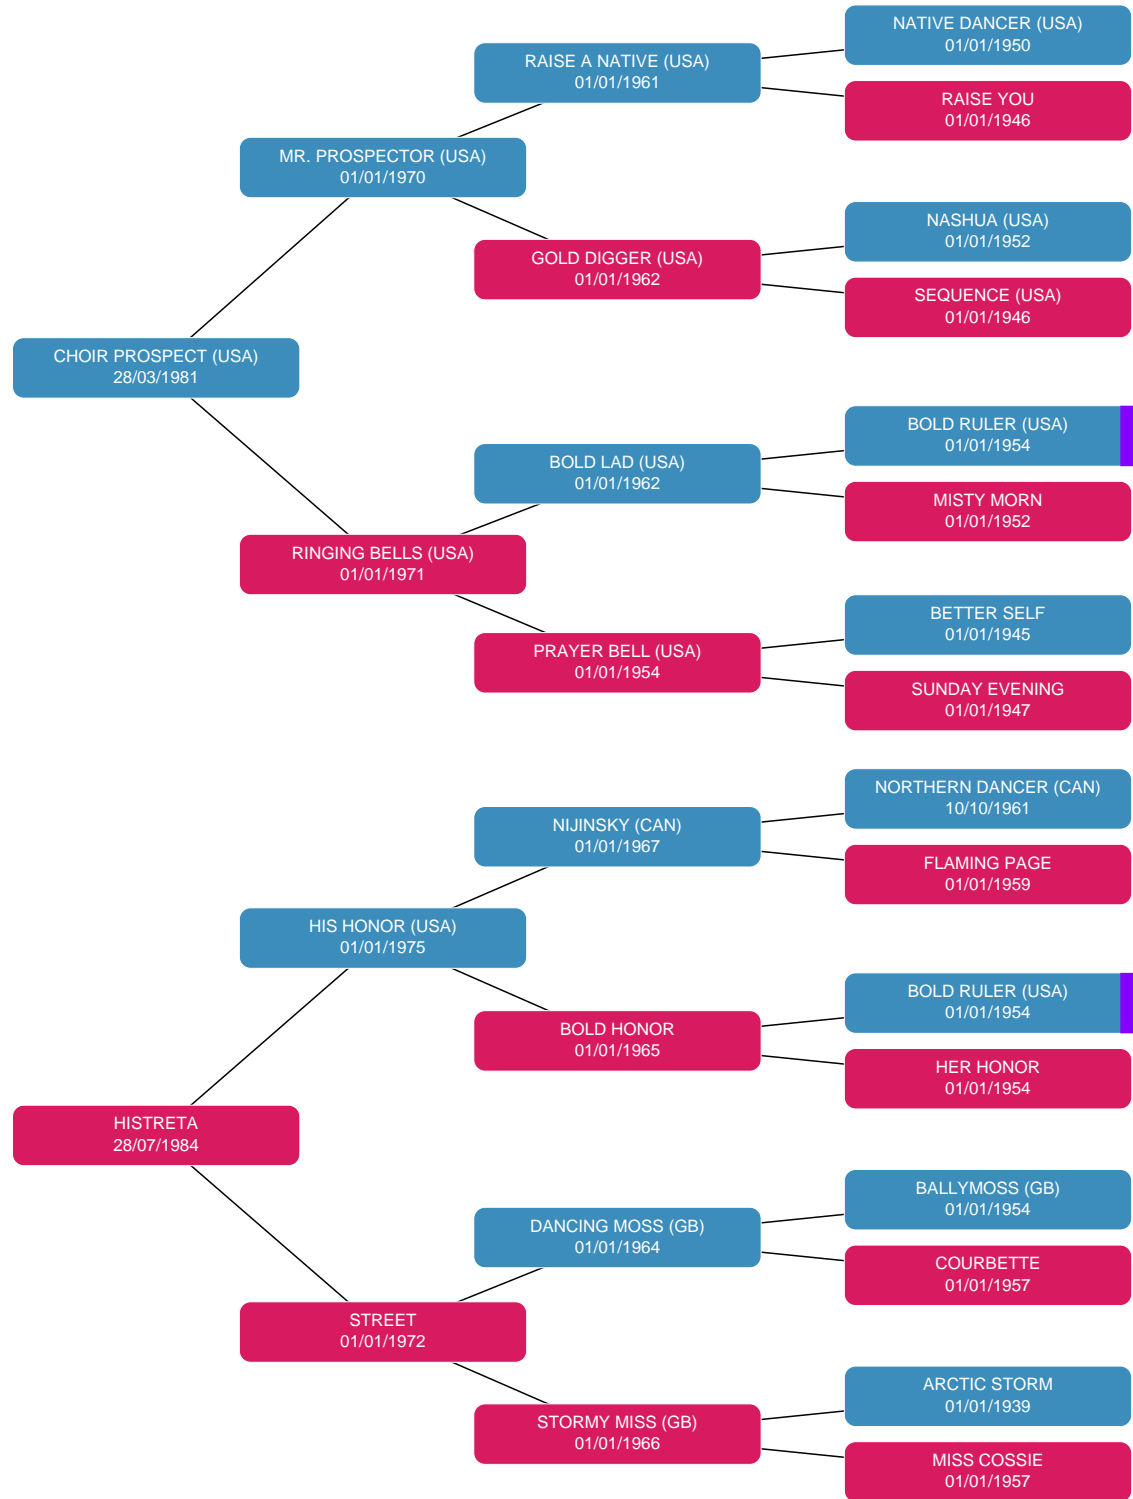 NATIVE DANCER (USA)
01/01/1950
RAISE A NATIVE (USA)
01/01/1961
RAISE YOU
01/01/1946
MR. PROSPECTOR (USA)
01/01/1970
NASHUA (USA)
01/01/1952
GOLD DIGGER (USA)
01/01/1962
SEQUENCE (USA)
01/01/1946
CHOIR PROSPECT (USA)
28/03/1981
BOLD RULER (USA)
01/01/1954
BOLD LAD (USA)
01/01/1962
MISTY MORN
01/01/1952
RINGING BELLS (USA)
01/01/1971
BETTER SELF
01/01/1945
PRAYER BELL (USA)
01/01/1954
SUNDAY EVENING
01/01/1947
NORTHERN DANCER (CAN)
10/10/1961
NIJINSKY (CAN)
01/01/1967
FLAMING PAGE
01/01/1959
HIS HONOR (USA)
01/01/1975
BOLD RULER (USA)
01/01/1954
BOLD HONOR
01/01/1965
HER HONOR
01/01/1954
HISTRETA
28/07/1984
BALLYMOSS (GB)
01/01/1954
DANCING MOSS (GB)
01/01/1964
COURBETTE
01/01/1957
STREET
01/01/1972
ARCTIC STORM
01/01/1939
STORMY MISS (GB)
01/01/1966
MISS COSSIE
01/01/1957